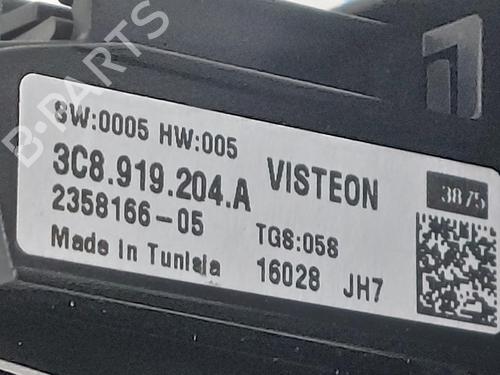 B-PARTS
SW:0005 HW:005
3C8.919.204.A VISTEON 3875
2358166-05 TGS:058
Made in Tunisia 16028 JH7